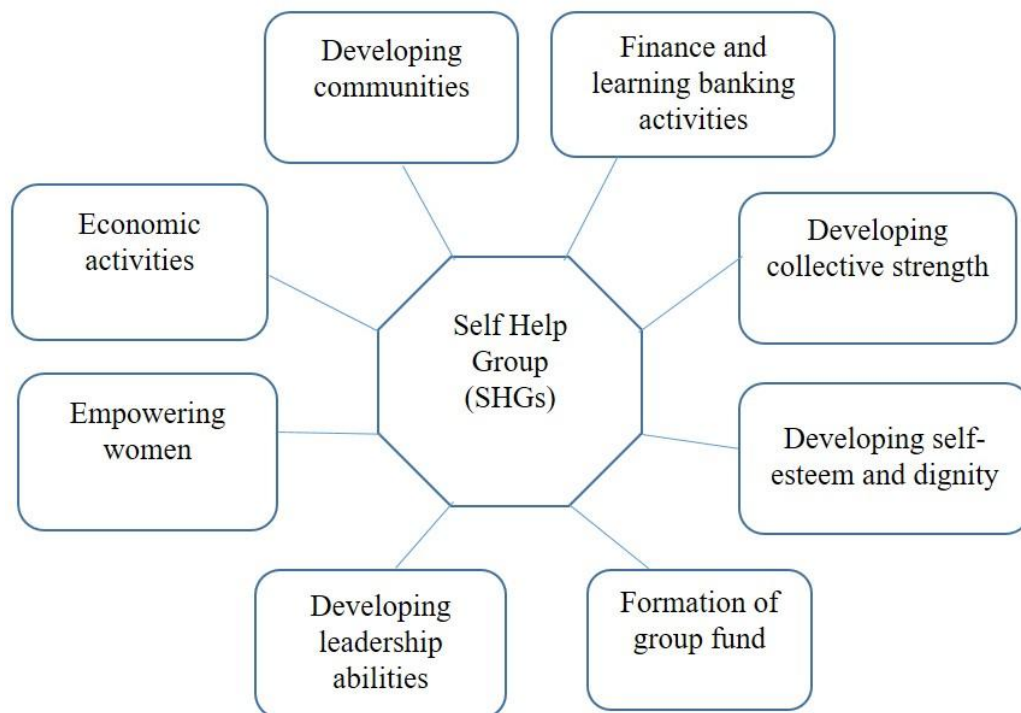 Developing
communities
Finance and
learning banking
activities
Economic
activities
Developing
collective strength
Self Help
Group
(SHGs)
Empowering
women
Developing self-
esteem and dignity
Developing
leadership
abilities
Formation of
group fund